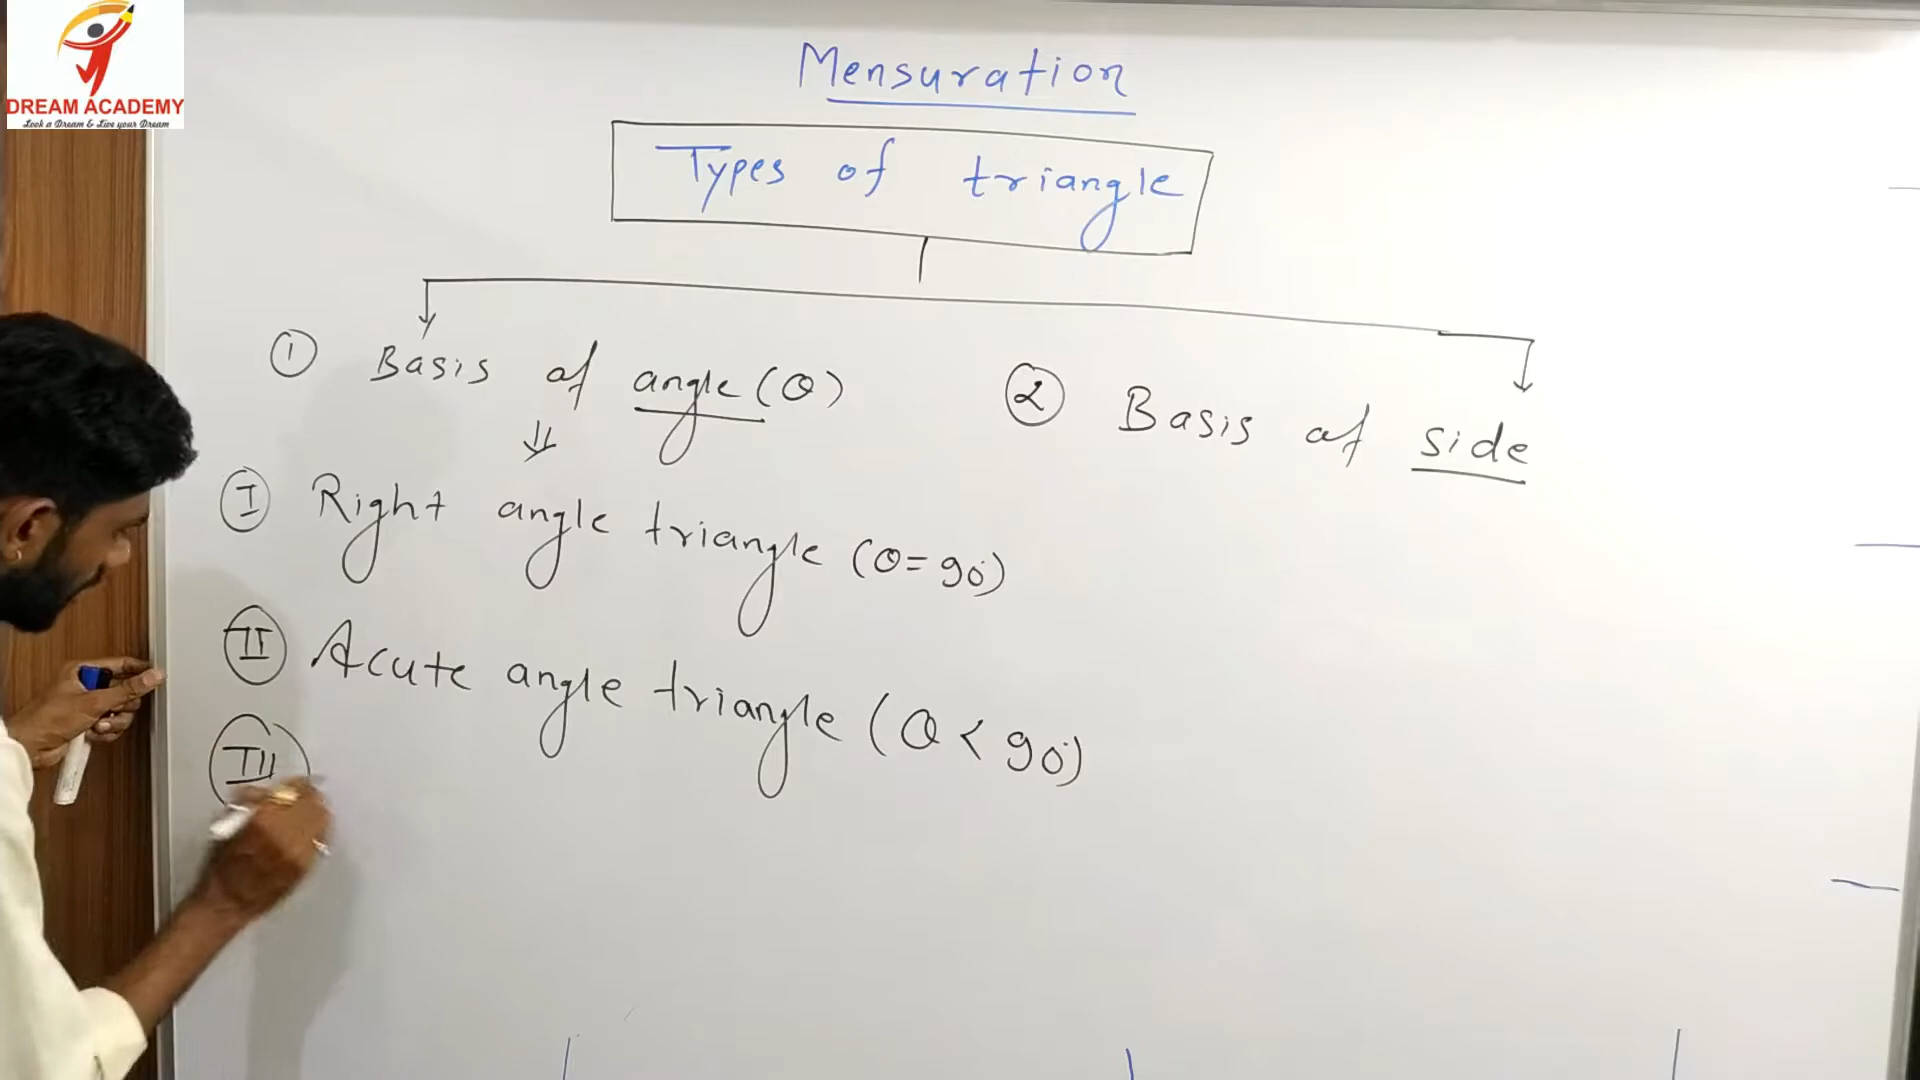 DREAM ACADEMY
Look a Dream & Live your Dream
Mensuration
Types of triangle
① Basis of angle (θ)
② Basis of side
Ⓘ Right angle triangle (θ = 90°)
II Acute angle triangle (θ < 90°)
III